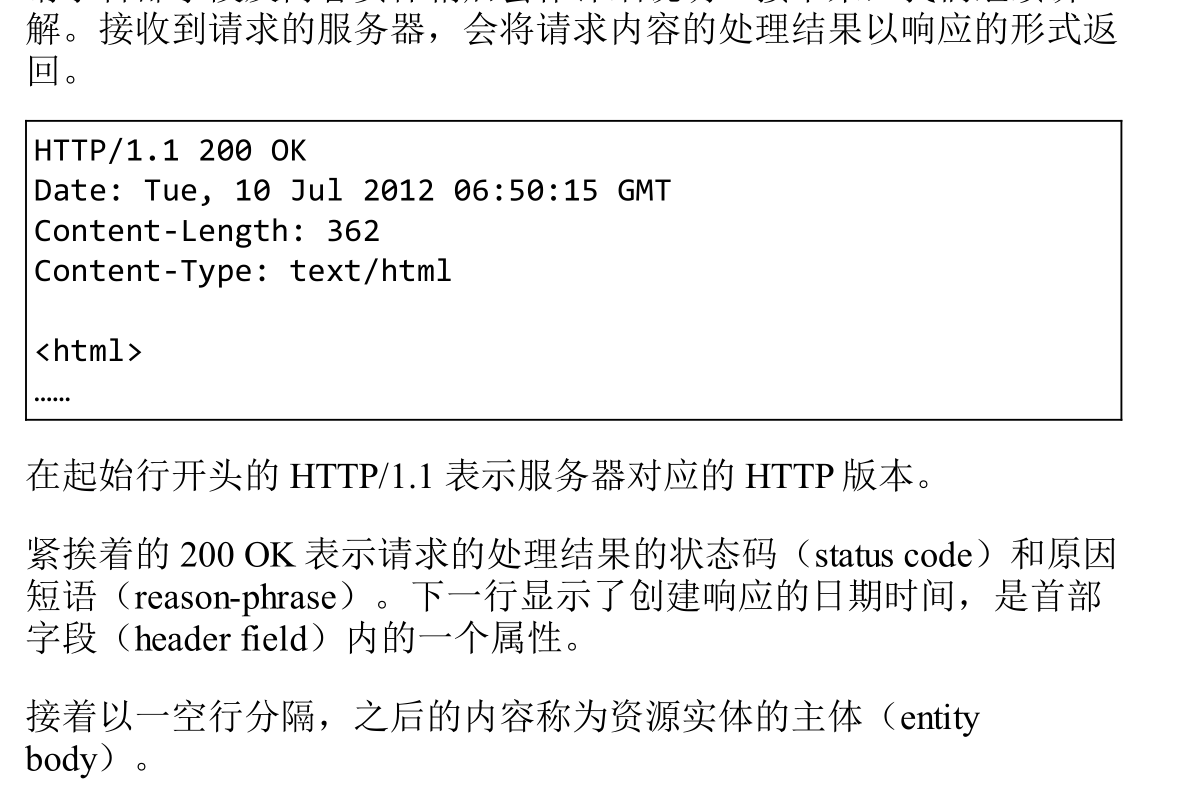 解。接收到请求的服务器，会将请求内容的处理结果以响应的形式返
回。
HTTP/1.1 200 OK
Date: Tue, 10 Jul 2012 06:50:15 GMT
Content-Length: 362
Content-Type: text/html
<html>
……
在起始行开头的 HTTP/1.1 表示服务器对应的 HTTP 版本。
紧挨着的 200 OK 表示请求的处理结果的状态码（status code）和原因
短语（reason-phrase）。下一行显示了创建响应的日期时间，是首部
字段（header field）内的一个属性。
接着以一空行分隔，之后的内容称为资源实体的主体（entity
body）。